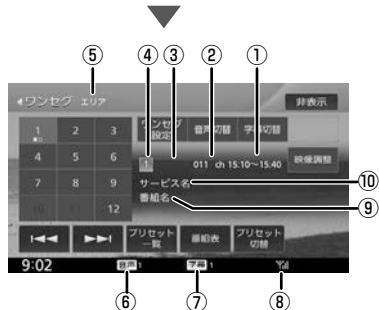 ⑤ ④ ③ ② ①
ワンセグ エリア 非表示
1 2 3 ワンセグ設定 音声切替 字幕切替
4 5 6 1 011 ch 15:10～15:40 映像調整
7 8 9 サービス名 ⑩
10 11 12 番組名 ⑨
プリセット一覧 番組表 プリセット切替
9:02 音声 1 字幕 1
⑥ ⑦ ⑧